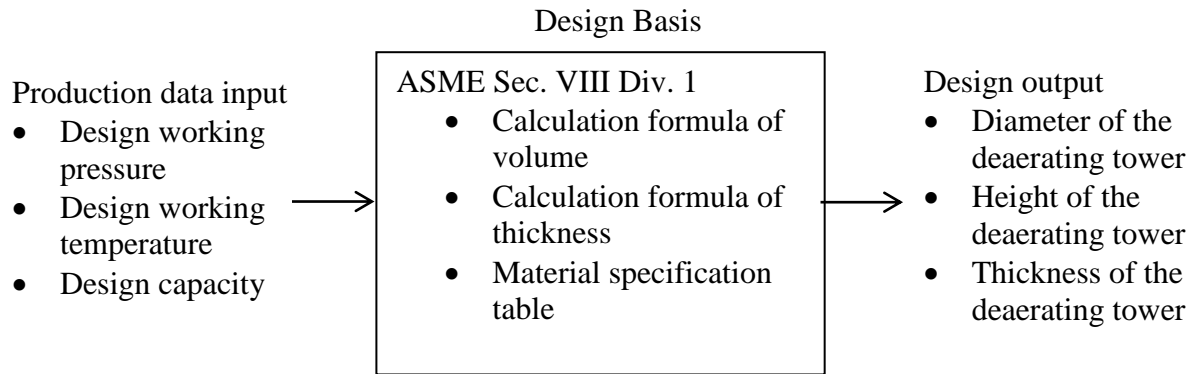 Design Basis
Production data input
• Design working
pressure
• Design working
temperature
• Design capacity
ASME Sec. VIII Div. 1
• Calculation formula of
volume
• Calculation formula of
thickness
• Material specification
table
Design output
• Diameter of the
deaerating tower
• Height of the
deaerating tower
• Thickness of the
deaerating tower